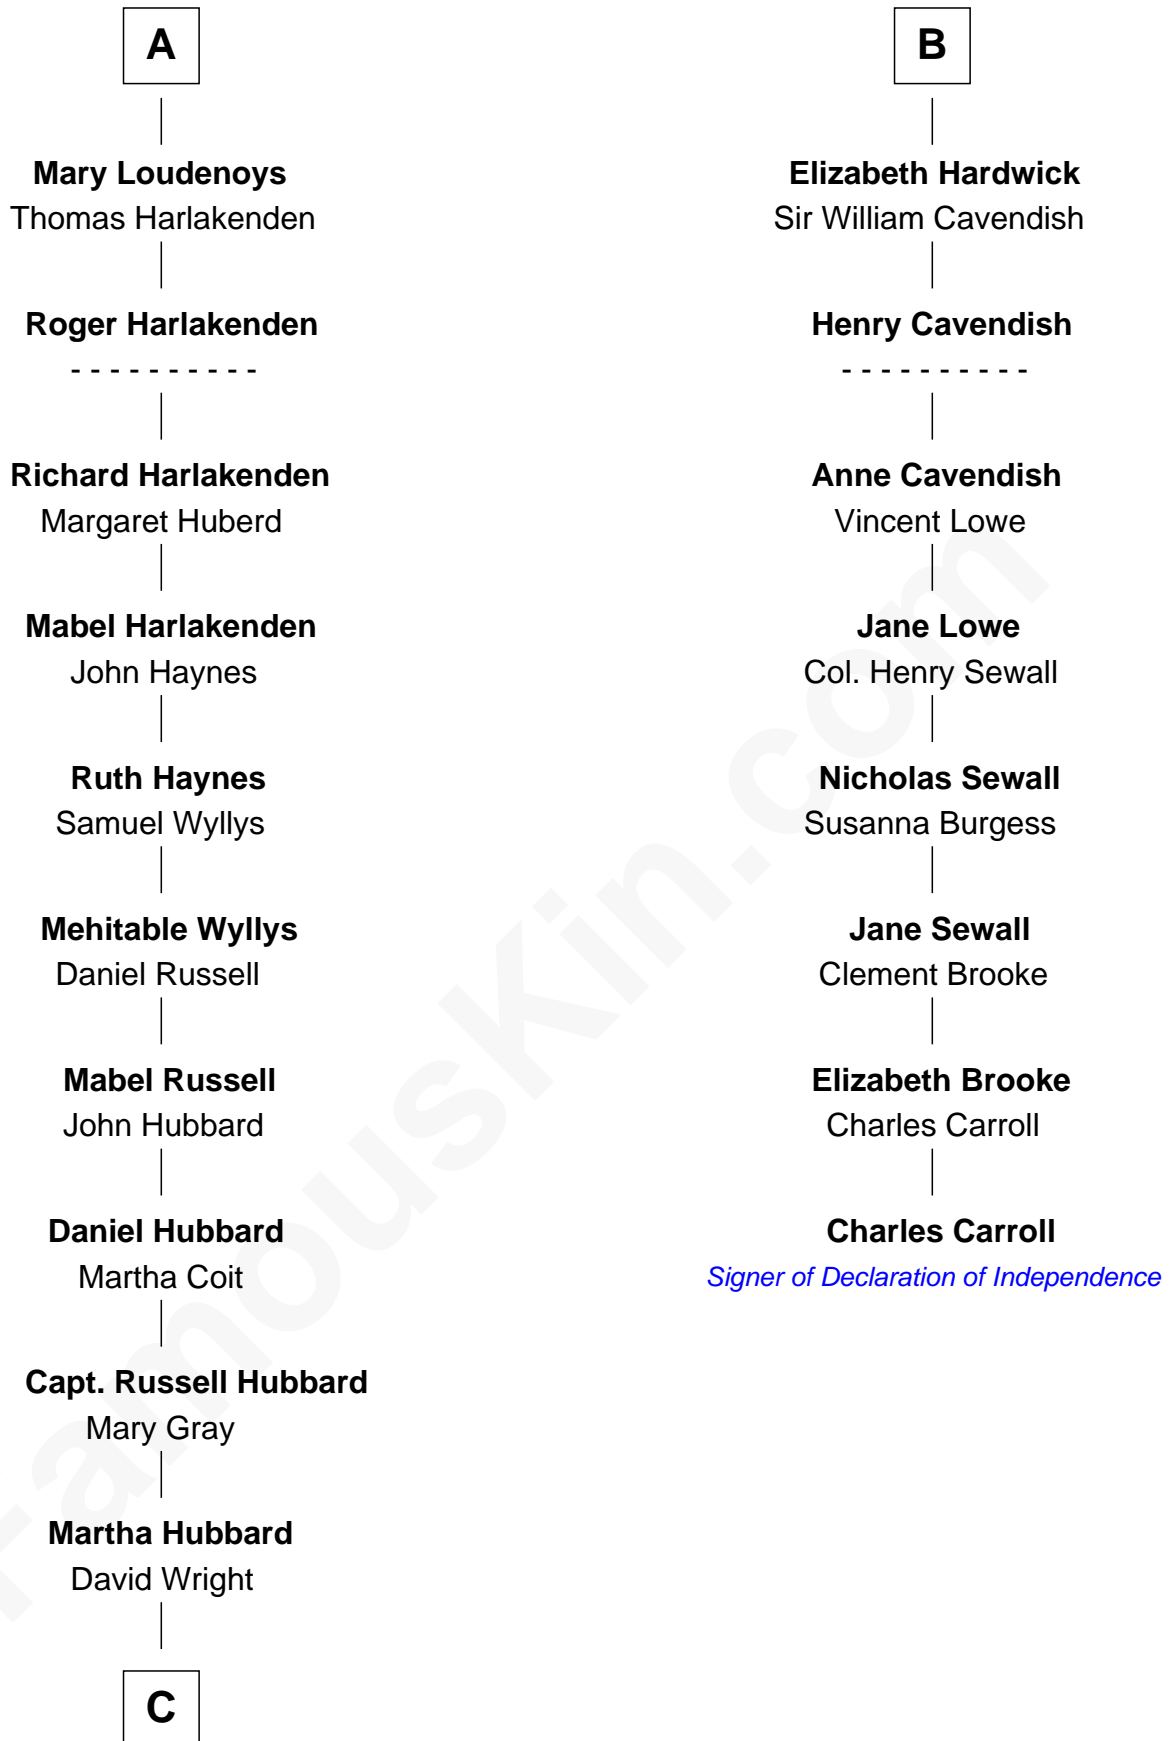 A
Mary Loudenoys
Thomas Harlakenden
Roger Harlakenden
- - - - - - - - - -
Richard Harlakenden
Margaret Huberd
Mabel Harlakenden
John Haynes
Ruth Haynes
Samuel Wyllys
Mehitable Wyllys
Daniel Russell
Mabel Russell
John Hubbard
Daniel Hubbard
Martha Coit
Capt. Russell Hubbard
Mary Gray
Martha Hubbard
David Wright
C
B
Elizabeth Hardwick
Sir William Cavendish
Henry Cavendish
- - - - - - - - - -
Anne Cavendish
Vincent Lowe
Jane Lowe
Col. Henry Sewall
Nicholas Sewall
Susanna Burgess
Jane Sewall
Clement Brooke
Elizabeth Brooke
Charles Carroll
Charles Carroll
Signer of Declaration of Independence
FamousKin.com